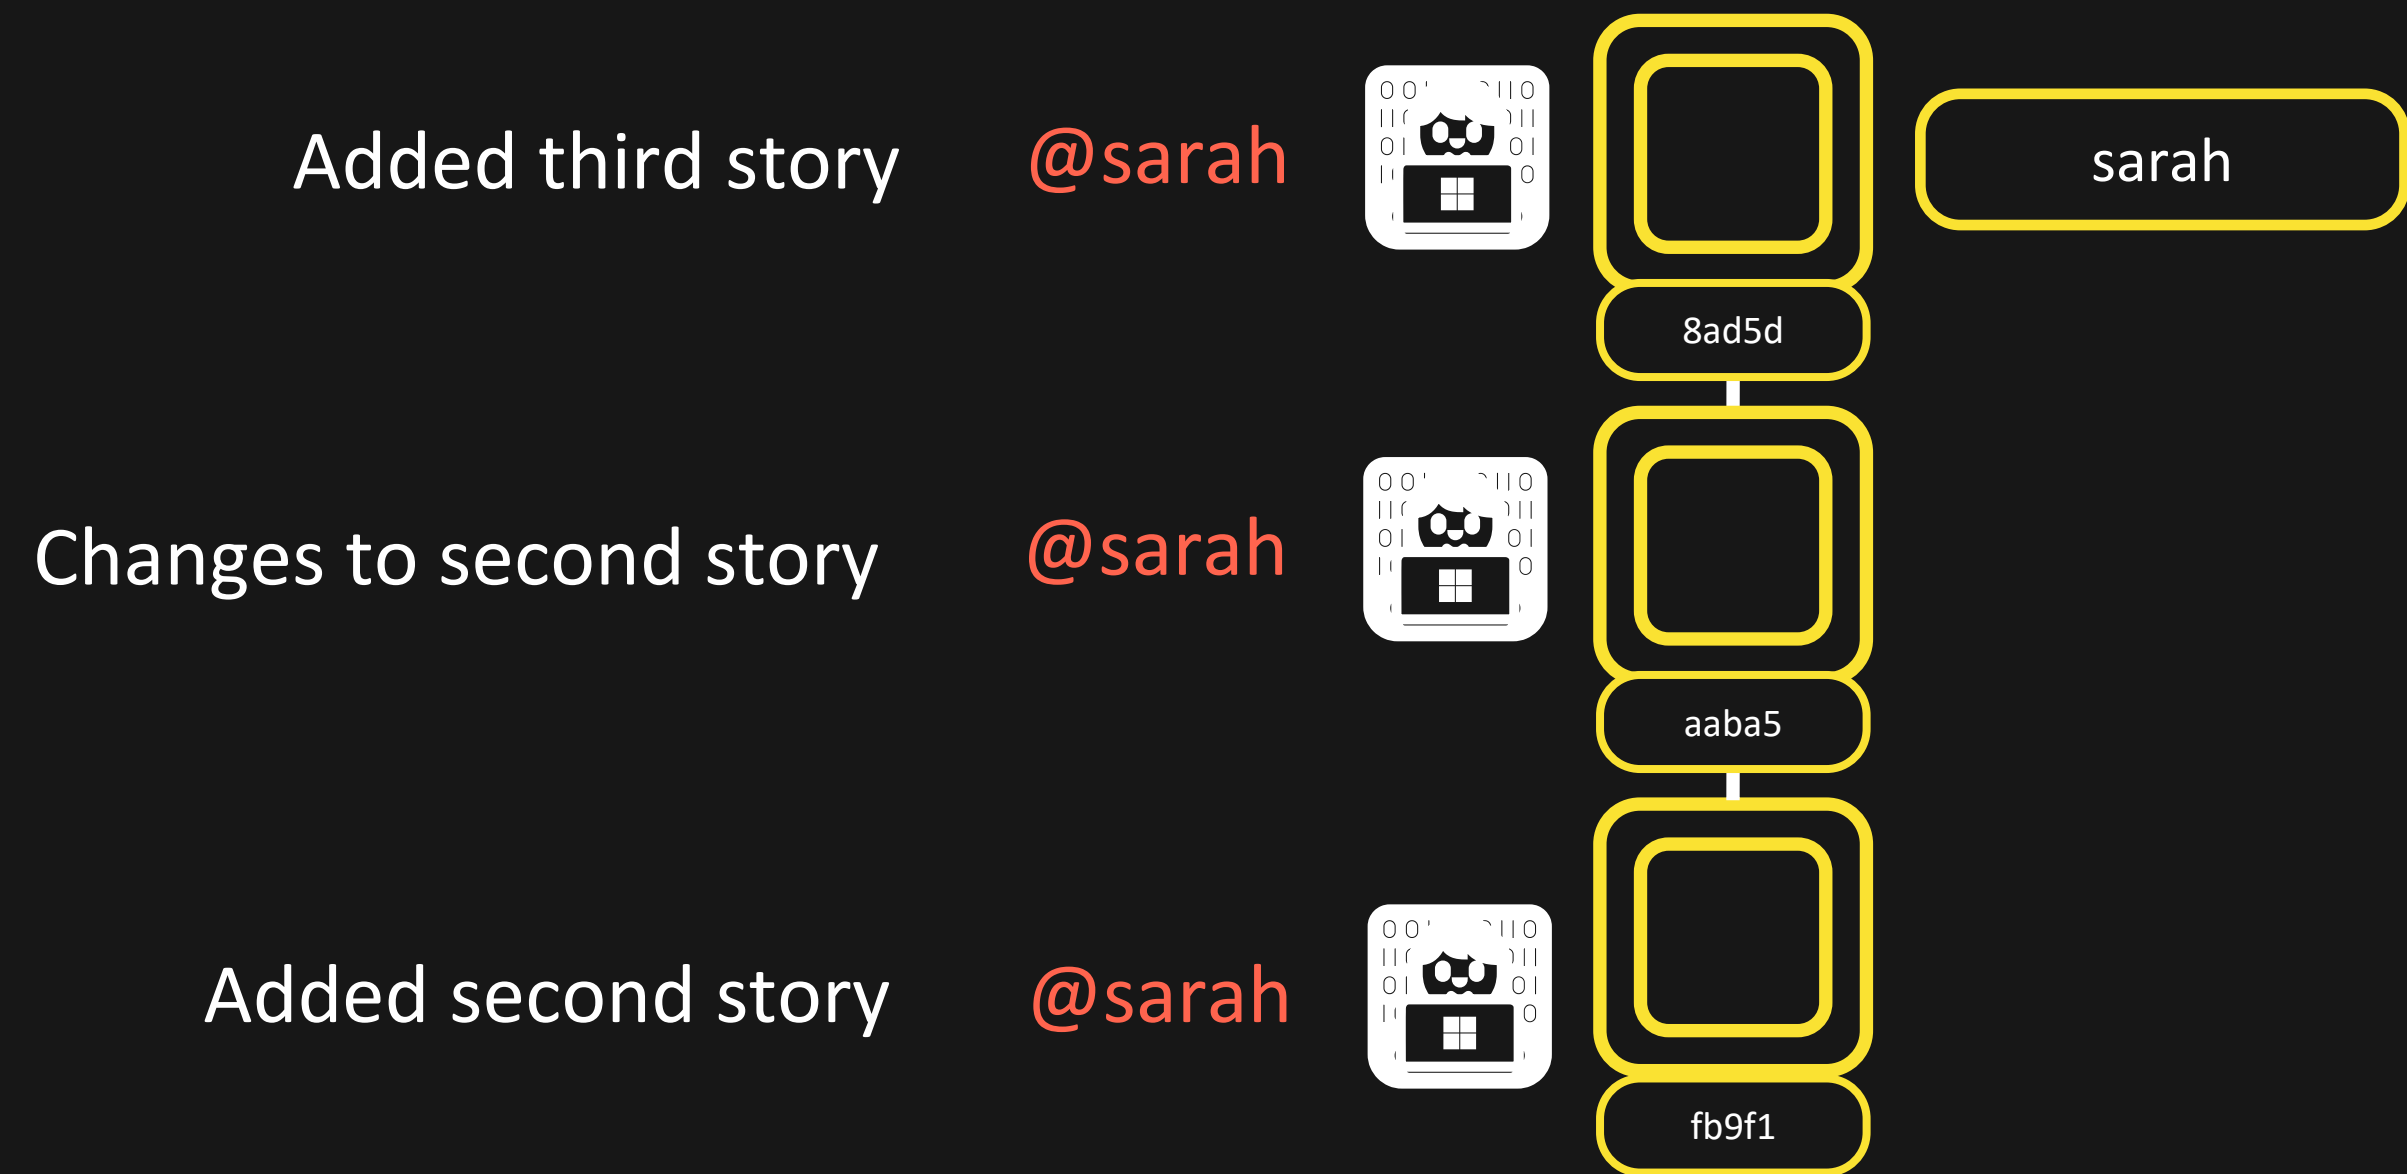 Added third story @sarah sarah
8ad5d
Changes to second story @sarah
aaba5
Added second story @sarah
fb9f1